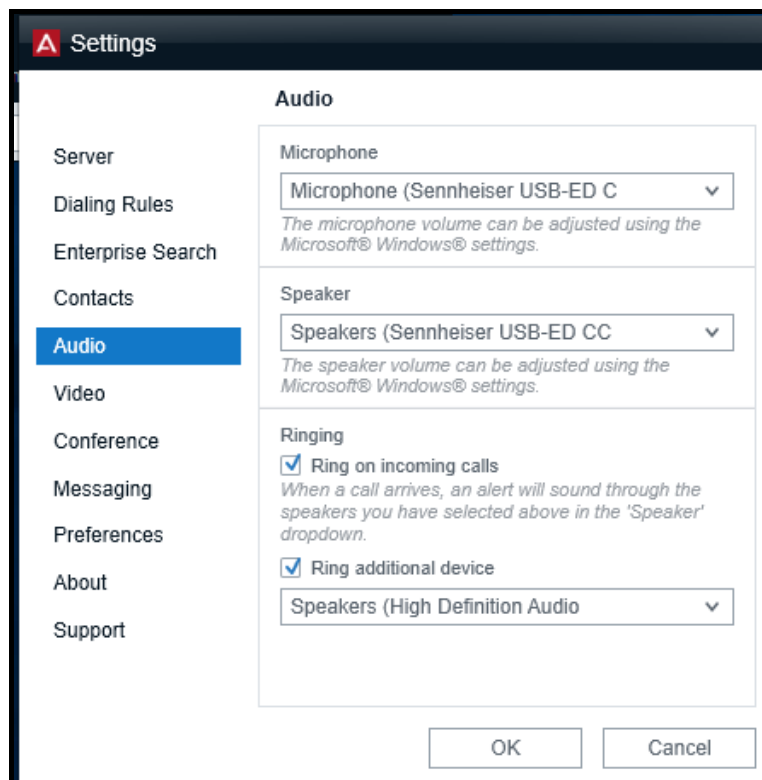 Settings
Audio
Server
Dialing Rules
Enterprise Search
Contacts
Audio
Video
Conference
Messaging
Preferences
About
Support
Microphone
Microphone (Sennheiser USB-ED C
The microphone volume can be adjusted using the
Microsoft® Windows® settings.
Speaker
Speakers (Sennheiser USB-ED CC
The speaker volume can be adjusted using the
Microsoft® Windows® settings.
Ringing
Ring on incoming calls
When a call arrives, an alert will sound through the
speakers you have selected above in the 'Speaker'
dropdown.
Ring additional device
Speakers (High Definition Audio
OK
Cancel